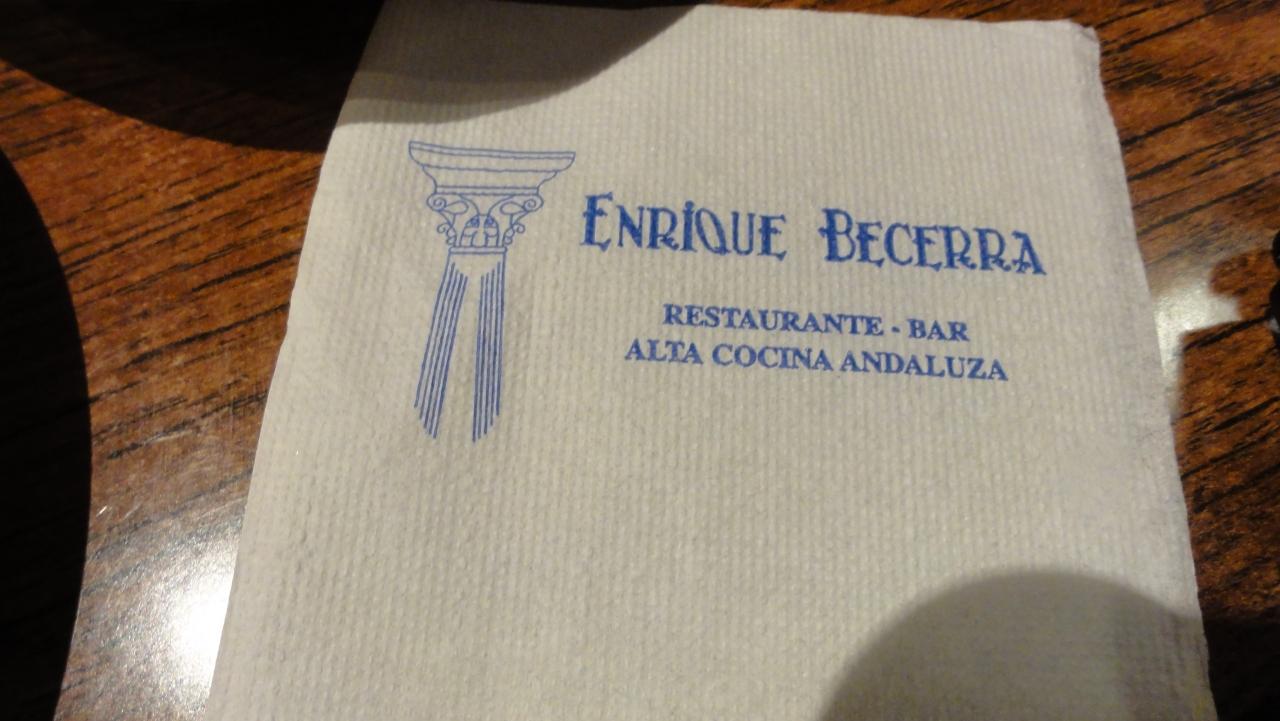 ENRIQUE BECERRA
RESTAURANTE - BAR
ALTA COCINA ANDALUZA